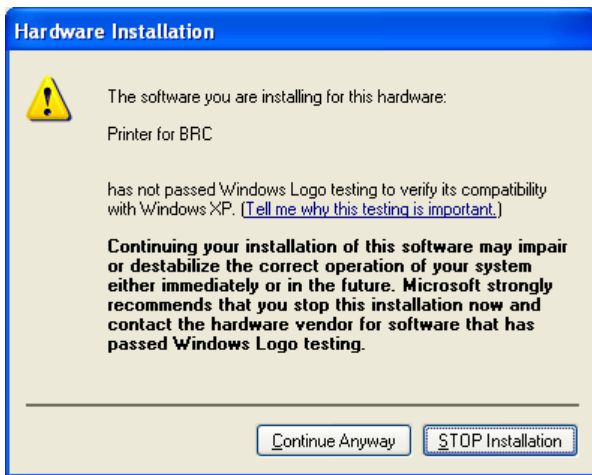 Hardware Installation
The software you are installing for this hardware:
Printer for BRC
has not passed Windows Logo testing to verify its compatibility
with Windows XP. (Tell me why this testing is important.)
Continuing your installation of this software may impair
or destabilize the correct operation of your system
either immediately or in the future. Microsoft strongly
recommends that you stop this installation now and
contact the hardware vendor for software that has
passed Windows Logo testing.
Continue Anyway
STOP Installation